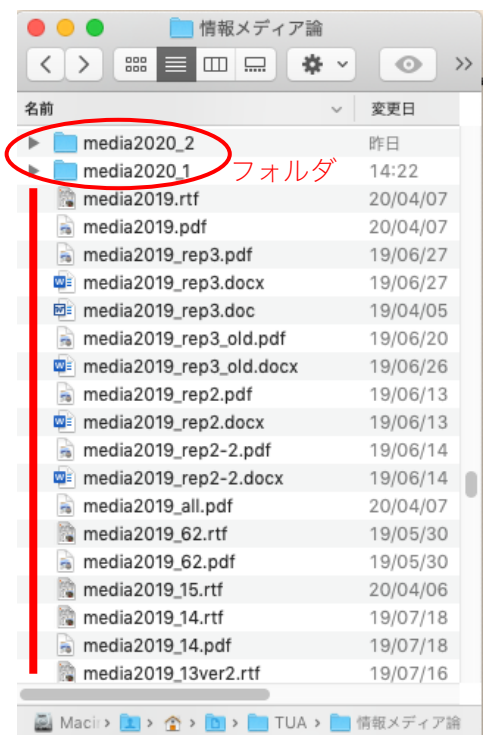 情報メディア論
名前 変更日
media2020_2 昨日
media2020_1 14:22
フォルダ
media2019.rtf 20/04/07
media2019.pdf 20/04/07
media2019_rep3.pdf 19/06/27
media2019_rep3.docx 19/06/27
media2019_rep3.doc 19/04/05
media2019_rep3_old.pdf 19/06/20
media2019_rep3_old.docx 19/06/26
media2019_rep2.pdf 19/06/13
media2019_rep2.docx 19/06/13
media2019_rep2-2.pdf 19/06/14
media2019_rep2-2.docx 19/06/14
media2019_all.pdf 20/04/07
media2019_62.rtf 19/05/30
media2019_62.pdf 19/05/30
media2019_15.rtf 20/04/06
media2019_14.rtf 19/07/18
media2019_14.pdf 19/07/18
media2019_13ver2.rtf 19/07/16
Macin › › › › TUA › 情報メディア論